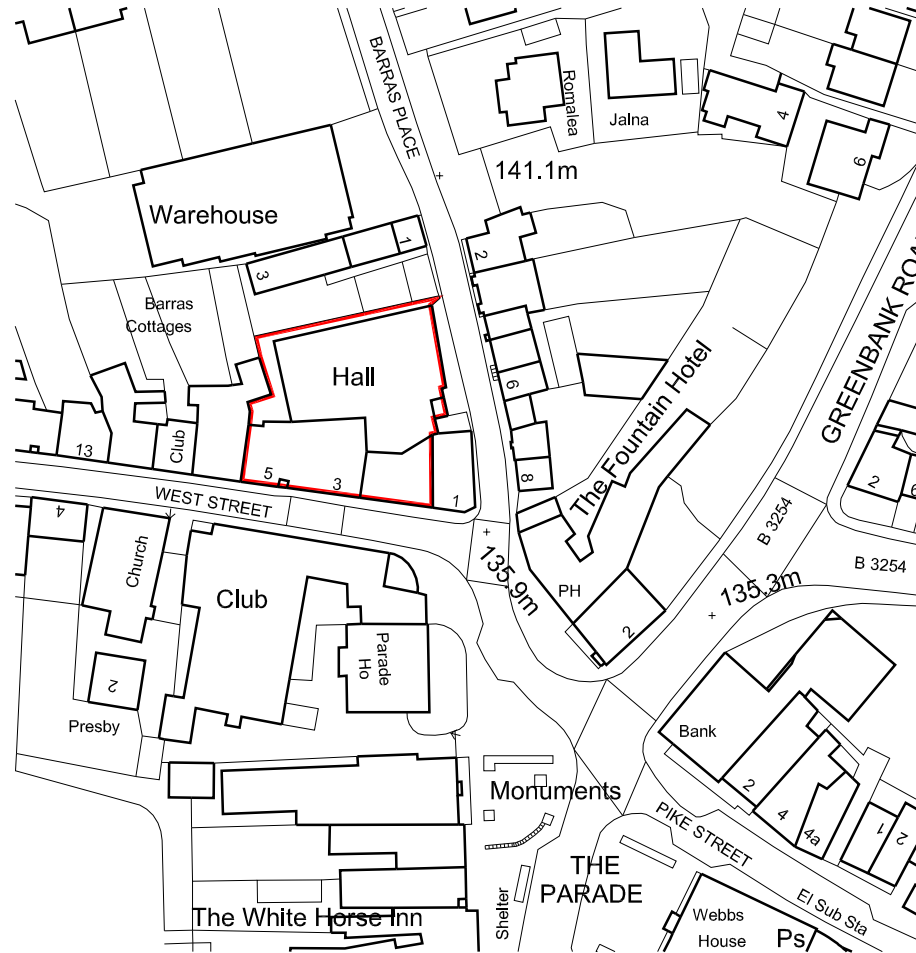 BARRAS PLACE
Romalea
Jalna
4
6
141.1m
Warehouse
1
3
2
Barras
Cottages
GREENBANK ROA
Hall
6
The Fountain Hotel
13
Club
5
3
1
8
2
9
WEST STREET
4
Church
135.9m
B 3254
B 3254
Club
PH
135.3m
2
Parade
Ho
2
Presby
Bank
2
4
4a
1
2
Monuments
PIKE STREET
THE
PARADE
El Sub Sta
The White Horse Inn
Shelter
Webbs
House
Ps